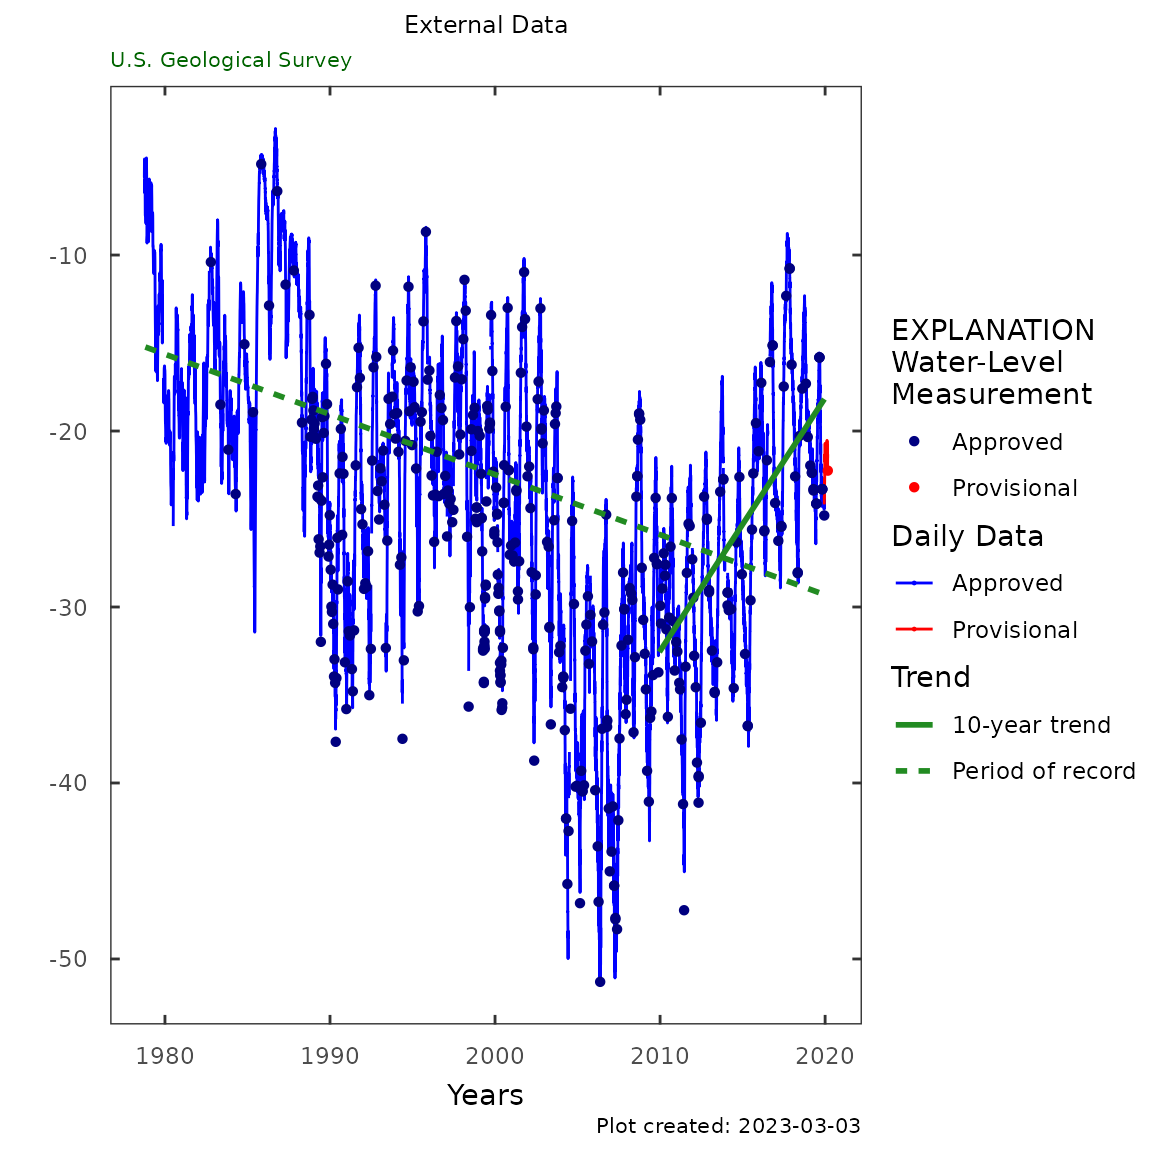 External Data
U.S. Geological Survey
-10
-20
-30
-40
-50
1980 1990 2000 2010 2020
Years
EXPLANATION
Water-Level
Measurement
Approved
Provisional
Daily Data
Approved
Provisional
Trend
10-year trend
Period of record
Plot created: 2023-03-03